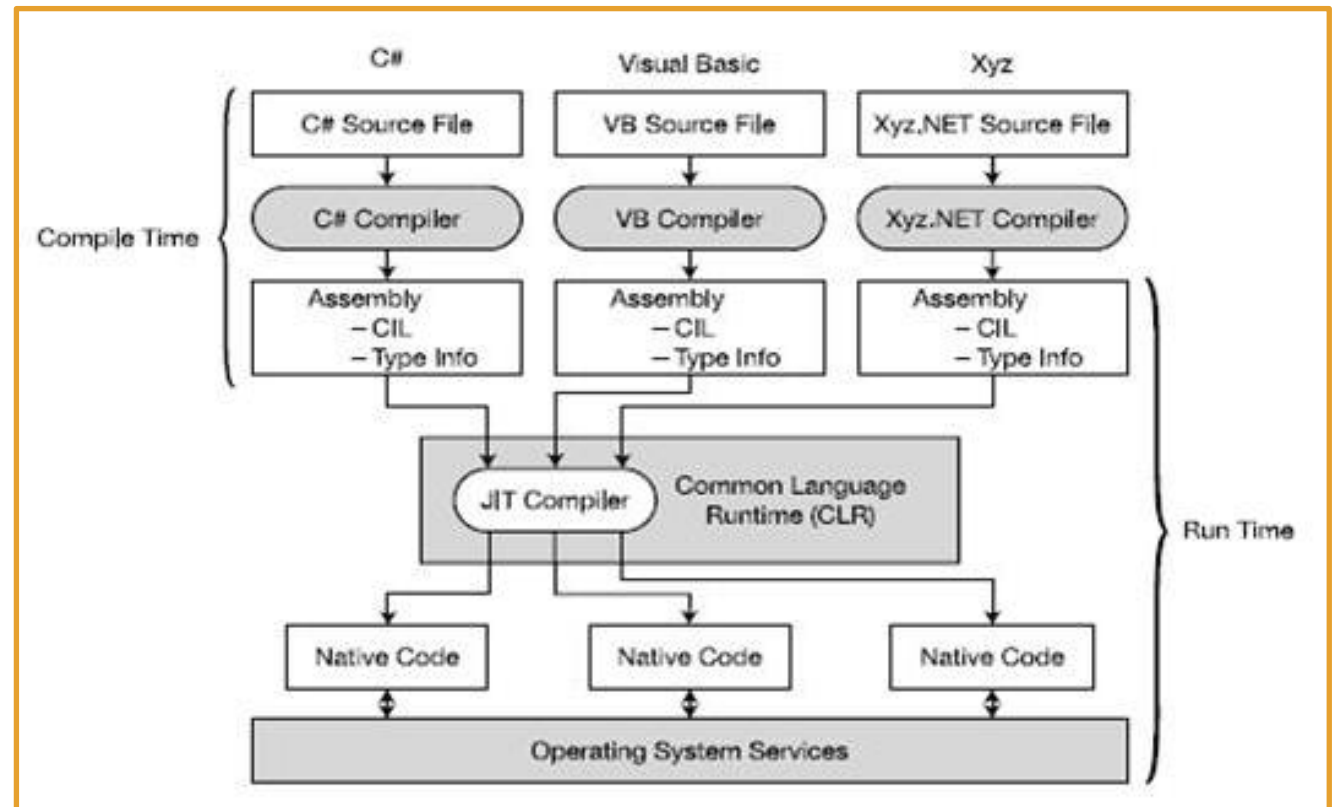 C#
Visual Basic
Xyz
C# Source File
VB Source File
Xyz.NET Source File
C# Compiler
VB Compiler
Xyz.NET Compiler
Compile Time
Assembly
– CIL
– Type Info
Assembly
– CIL
– Type Info
Assembly
– CIL
– Type Info
JIT Compiler
Common Language
Runtime (CLR)
Run Time
Native Code
Native Code
Native Code
Operating System Services